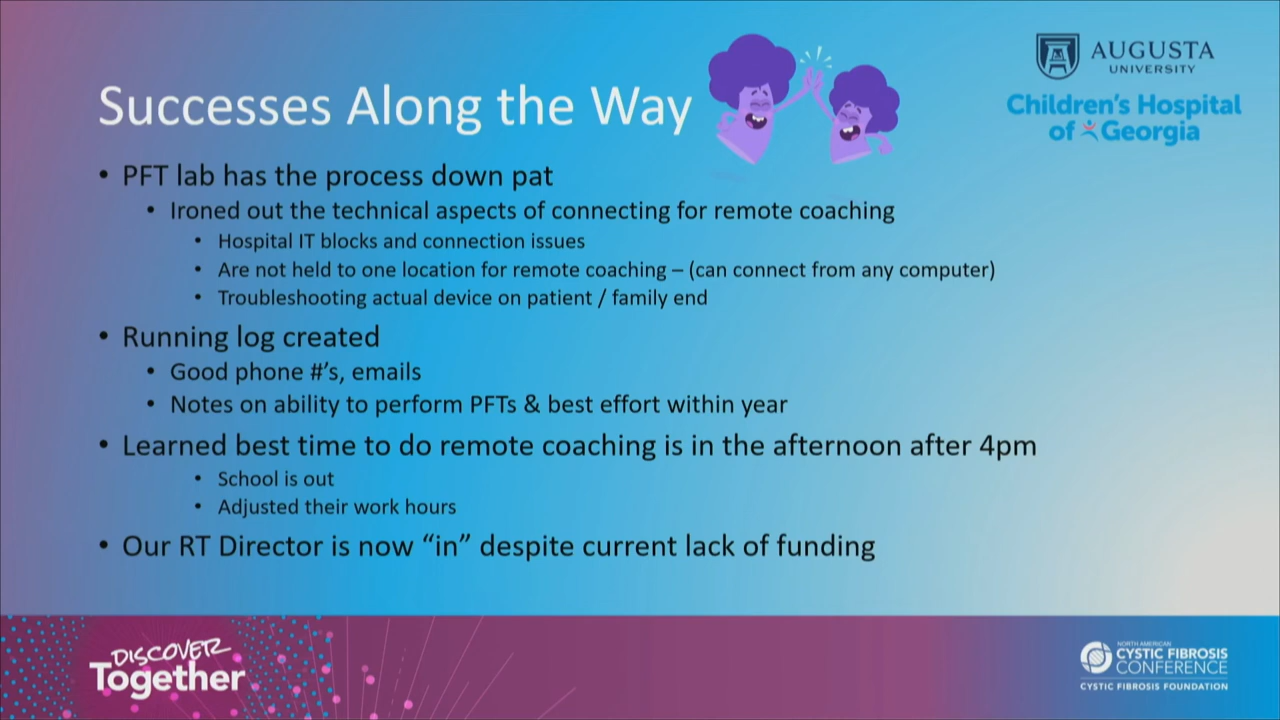 Successes Along the Way
AUGUSTA
UNIVERSITY
Children's Hospital
of Georgia
• PFT lab has the process down pat
• Ironed out the technical aspects of connecting for remote coaching
• Hospital IT blocks and connection issues
• Are not held to one location for remote coaching – (can connect from any computer)
• Troubleshooting actual device on patient / family end
• Running log created
• Good phone #'s, emails
• Notes on ability to perform PFTs & best effort within year
• Learned best time to do remote coaching is in the afternoon after 4pm
• School is out
• Adjusted their work hours
• Our RT Director is now “in” despite current lack of funding
DISCOVER
Together
NORTH AMERICAN
CYSTIC FIBROSIS
CONFERENCE
CYSTIC FIBROSIS FOUNDATION